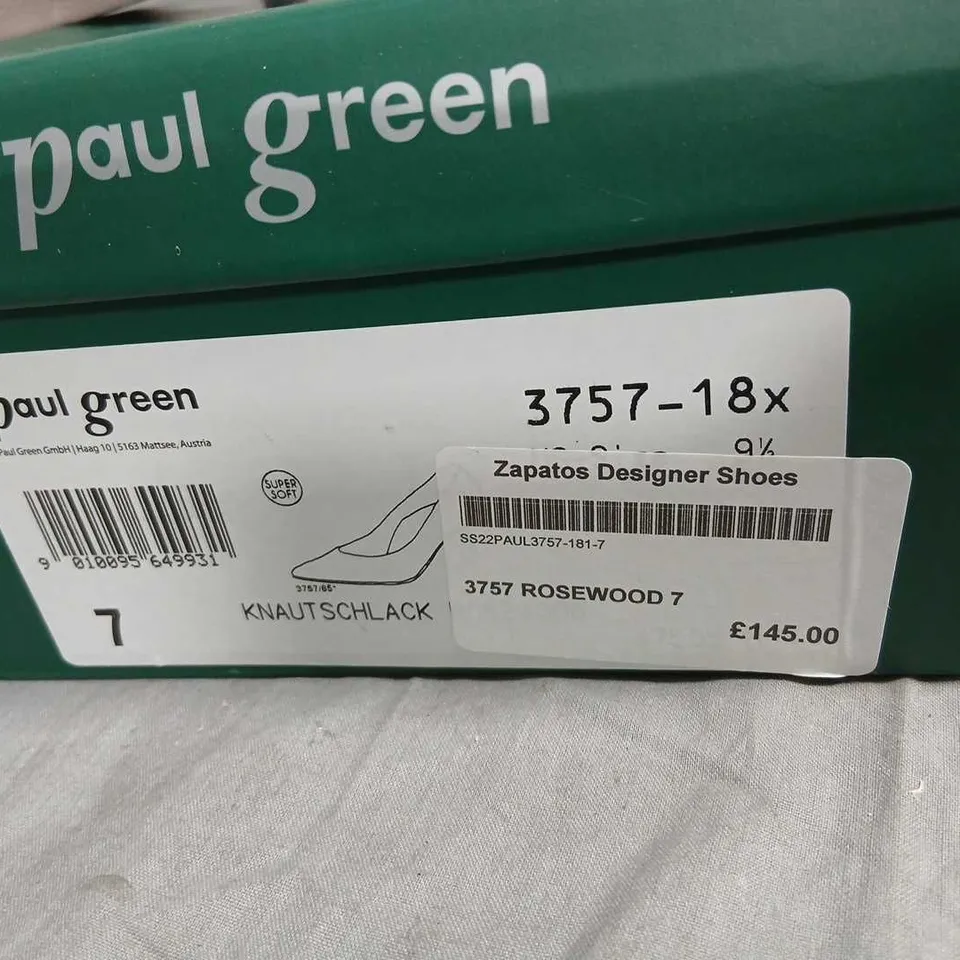 paul green
paul green
Paul Green GmbH | Haag 10 | 5163 Mattsee, Austria
3757-18x
9½
SUPER
SOFT
9 010095 649931
3757/65*
7
KNAUTSCHLACK
Zapatos Designer Shoes
SS22PAUL3757-181-7
3757 ROSEWOOD 7
£145.00